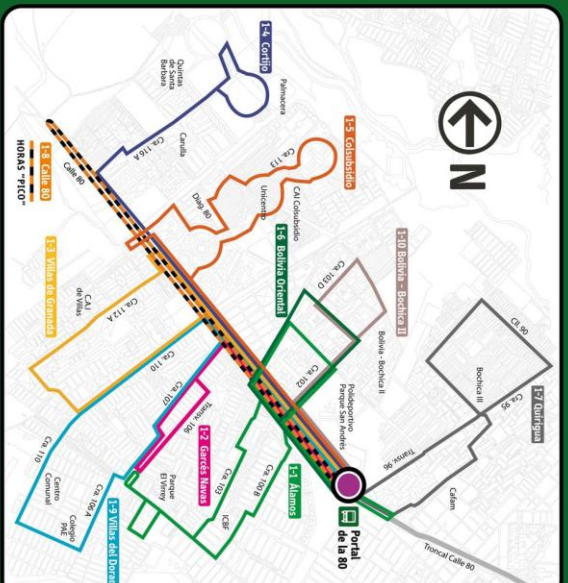 1-4 Cortijo
Palmacera
Quintas
de Santa
Barbara
Carulla
Cra. 116 A
1-5 Colsubsidio
Cra. 113
CAI Colsubsidio
Unicentro
Diag. 80
N
1-8 Calle 80
HORAS "PICO"
Calle 80
1-10 Bolivia - Bochica II
Cra. 103 D
1-6 Bolivia Oriental
Bolivia - Bochica II
Cra. 102
Polideportivo
Parque San Andrés
Cll. 90
Bochica III
Cra. 95
1-7 Quirigua
Transv. 96
Cafam
Portal
de la 80
Troncal Calle 80
1-3 Villas de Granada
C.A.I
de Villas
Cra. 112 A
Cra. 110
Cra. 107
Transv. 106
1-2 Garcés Navas
1-1 Álamos
Cra. 100 B
Cra. 103
ICBF
Parque
El Virrey
Cra. 110
Centro
Comunal
Cra. 106 A
Colegio
PAE
1-9 Villas del Dorado